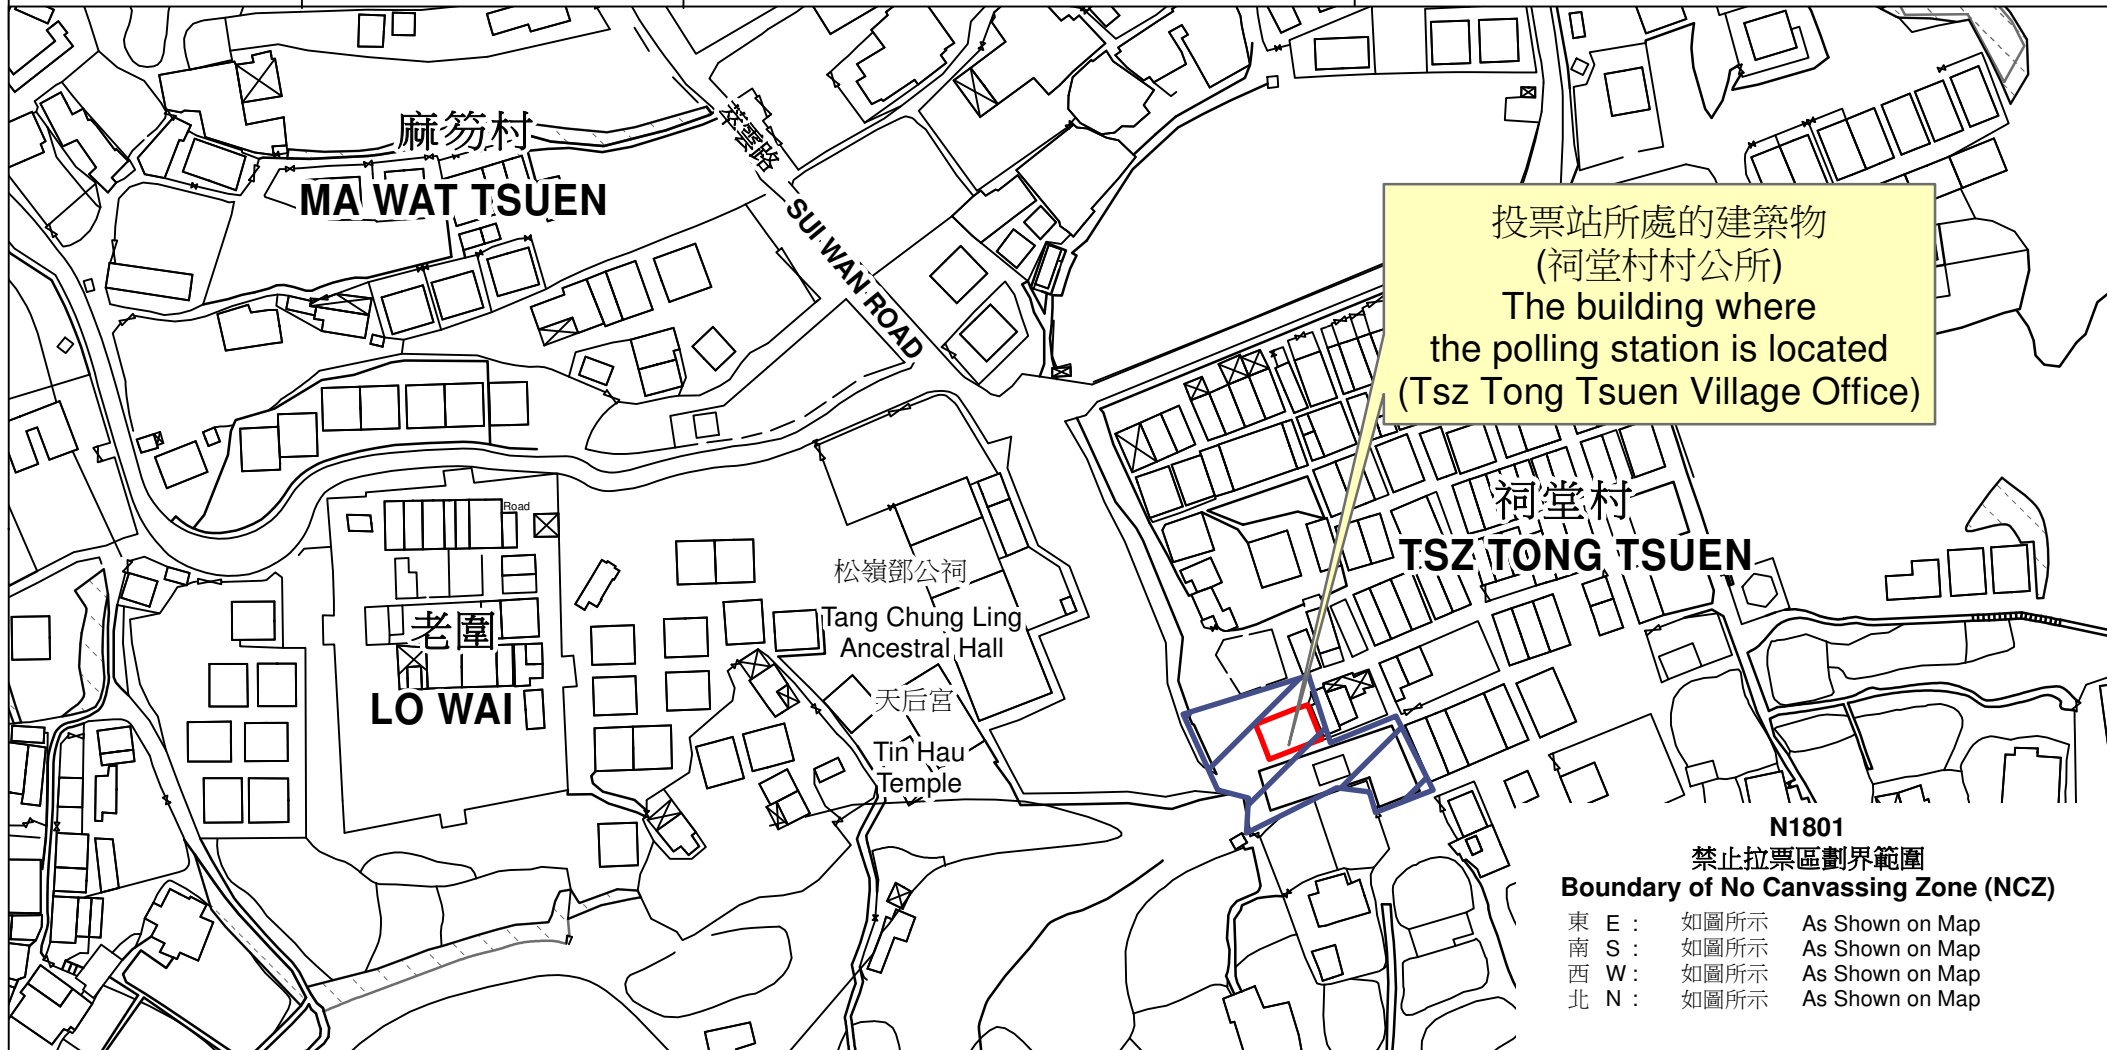 麻笏村
MA WAT TSUEN
萃雲路
SUI WAN ROAD
投票站所處的建築物
(祠堂村村公所)
The building where
the polling station is located
(Tsz Tong Tsuen Village Office)
祠堂村
TSZ TONG TSUEN
Road
老圍
LO WAI
松嶺鄧公祠
Tang Chung Ling
Ancestral Hall
天后宮
Tin Hau
Temple
N1801
禁止拉票區劃界範圍
Boundary of No Canvassing Zone (NCZ)
東 E : 如圖所示 As Shown on Map
南 S : 如圖所示 As Shown on Map
西 W : 如圖所示 As Shown on Map
北 N : 如圖所示 As Shown on Map